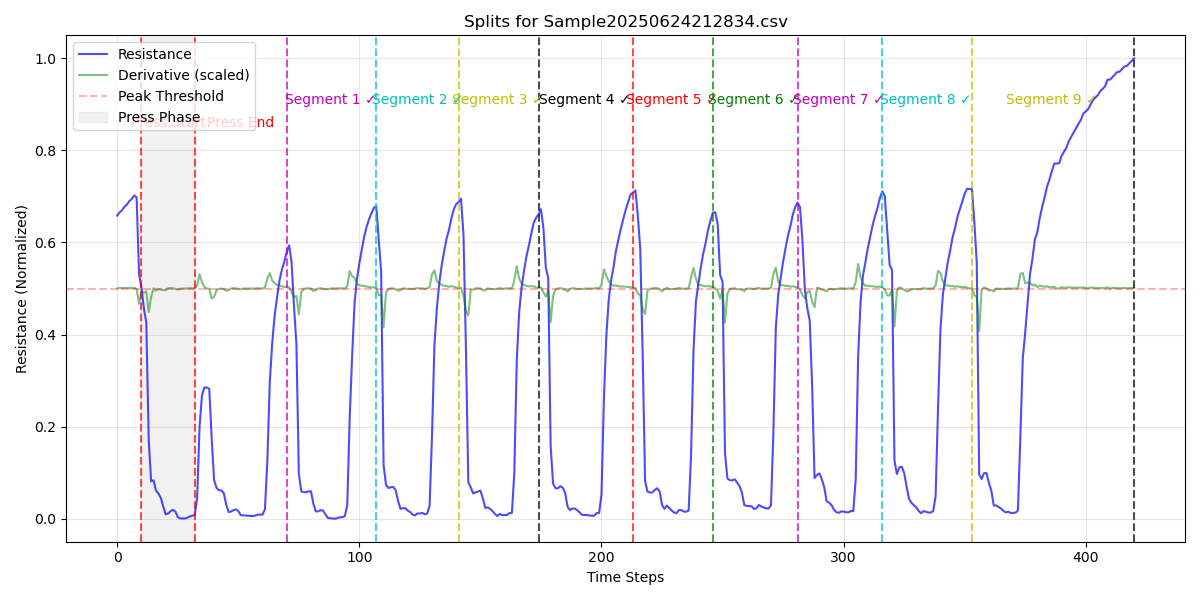 Splits for Sample20250624212834.csv
Resistance
Derivative (scaled)
Peak Threshold
Press Phase
Press Start Press End
Segment 1 ✓ Segment 2 ✓ Segment 3 ✓ Segment 4 ✓ Segment 5 ✓ Segment 6 ✓ Segment 7 ✓ Segment 8 ✓ Segment 9 ✓
Resistance (Normalized)
1.0
0.8
0.6
0.4
0.2
0.0
0 100 200 300 400
Time Steps